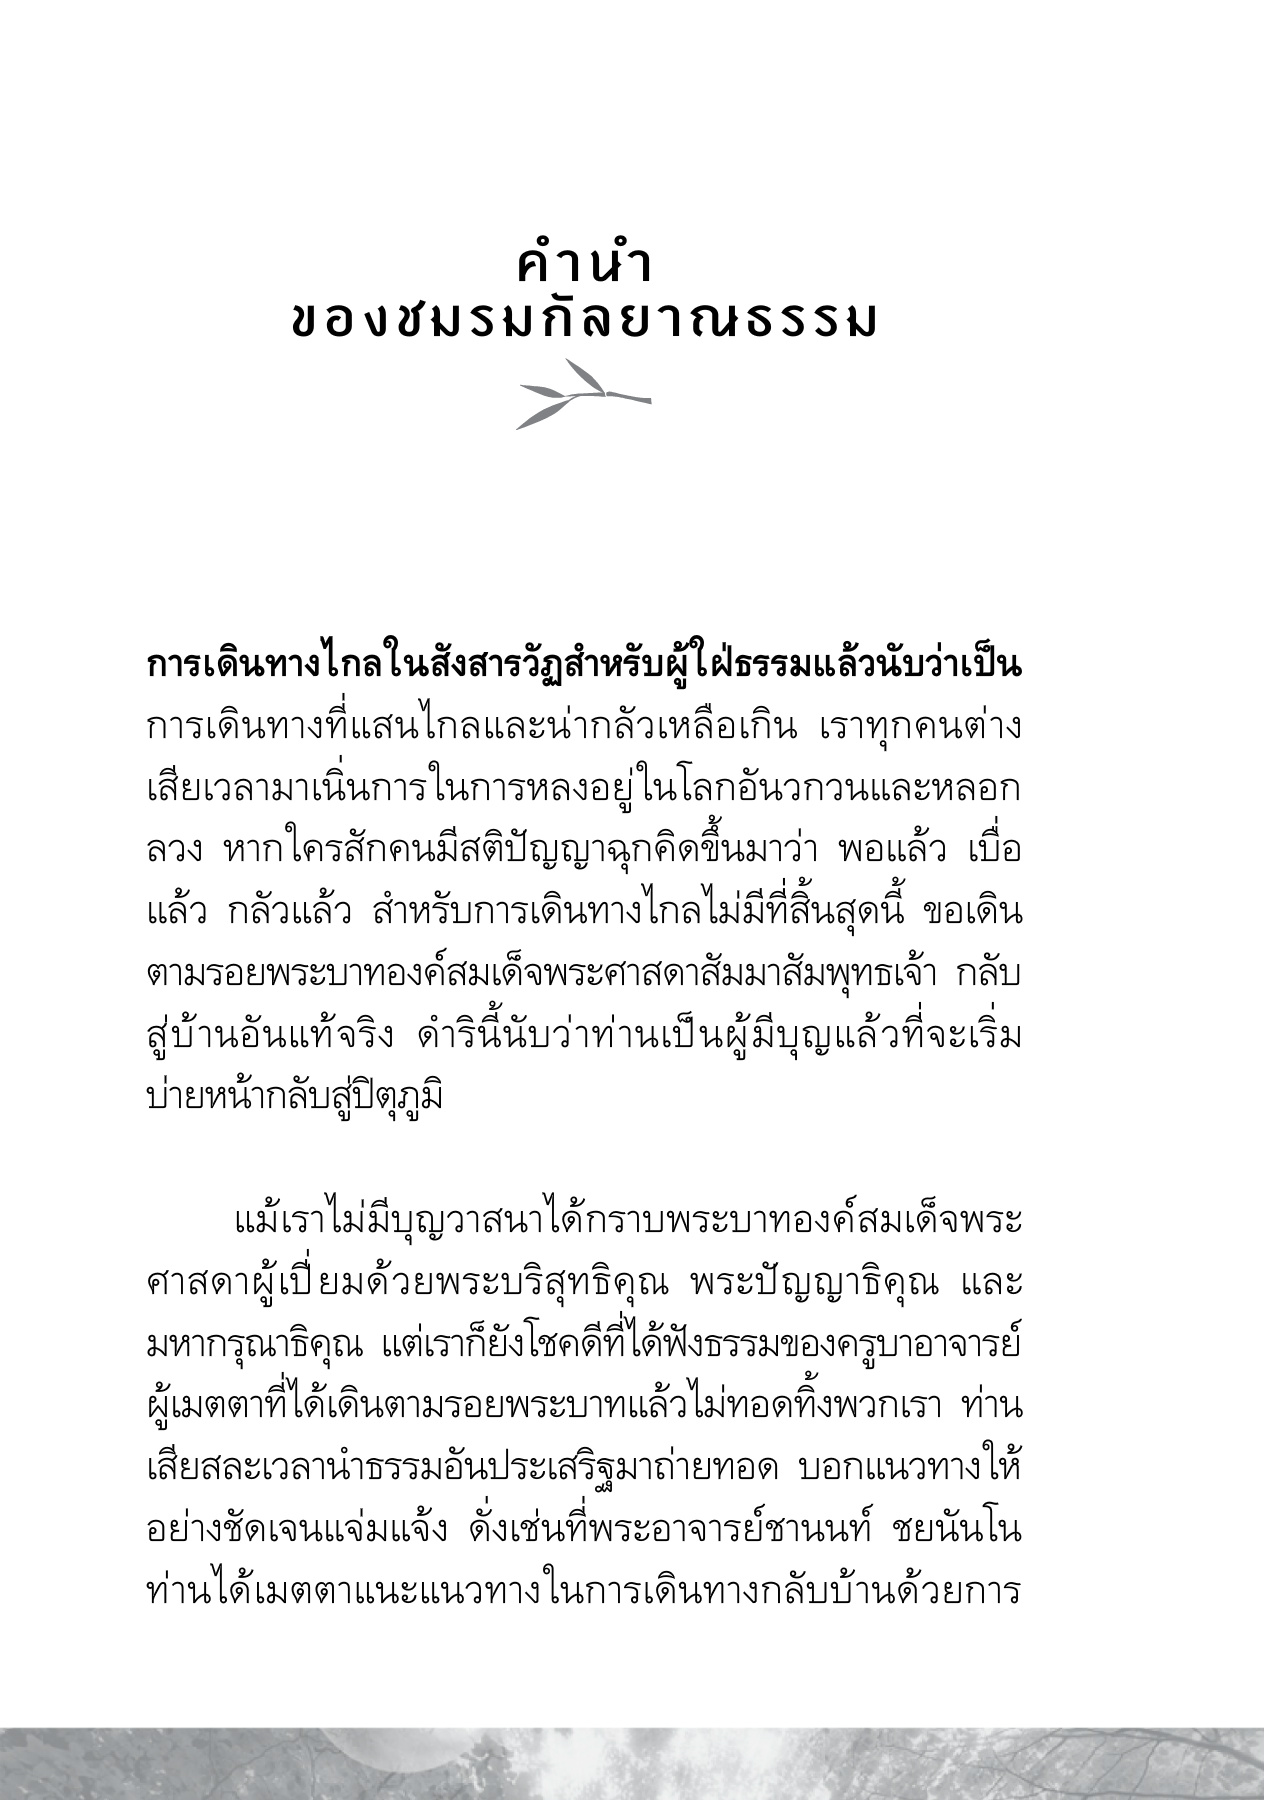 คำนำ
ของชมรมกัลยาณธรรม
การเดินทางไกลในสังสารวัฏสำหรับผู้ใฝ่ธรรมแล้วนับว่าเป็น
การเดินทางที่แสนไกลและน่ากลัวเหลือเกิน เราทุกคนต่าง
เสียเวลามาเนิ่นการในการหลงอยู่ในโลกอันวกวนและหลอก
ลวง หากใครสักคนมีสติปัญญาฉุกคิดขึ้นมาว่า พอแล้ว เบื่อ
แล้ว กลัวแล้ว สำหรับการเดินทางไกลไม่มีที่สิ้นสุดนี้ ขอเดิน
ตามรอยพระบาทองค์สมเด็จพระศาสดาสัมมาสัมพุทธเจ้า กลับ
สู่บ้านอันแท้จริง ดำรินี้นับว่าท่านเป็นผู้มีบุญแล้วที่จะเริ่ม
บ่ายหน้ากลับสู่ปิตุภูมิ
แม้เราไม่มีบุญวาสนาได้กราบพระบาทองค์สมเด็จพระ
ศาสดาผู้เปี่ยมด้วยพระบริสุทธิคุณ พระปัญญาธิคุณ และ
มหากรุณาธิคุณ แต่เราก็ยังโชคดีที่ได้ฟังธรรมของครูบาอาจารย์
ผู้เมตตาที่ได้เดินตามรอยพระบาทแล้วไม่ทอดทิ้งพวกเรา ท่าน
เสียสละเวลานำธรรมอันประเสริฐมาถ่ายทอด บอกแนวทางให้
อย่างชัดเจนแจ่มแจ้ง ดั่งเช่นที่พระอาจารย์ชานนท์ ชยนันโน
ท่านได้เมตตาแนะแนวทางในการเดินทางกลับบ้านด้วยการ